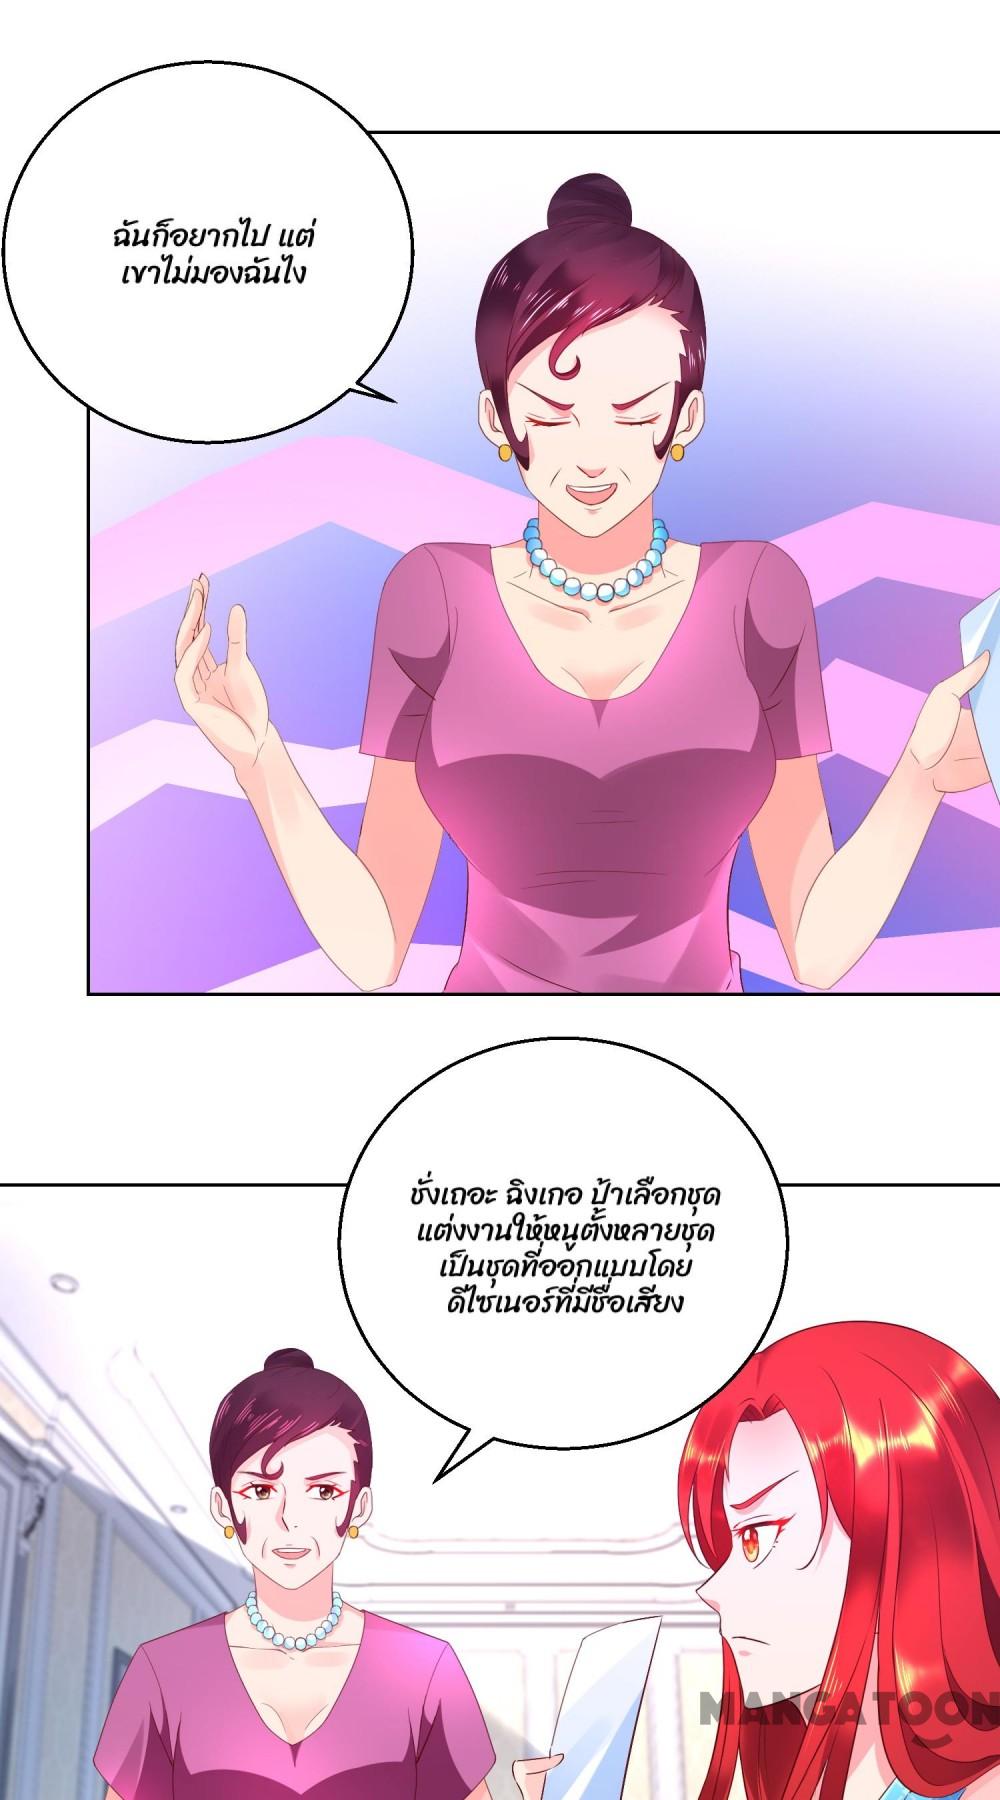 ฉันก็อยากไป แต่
เขาไม่มองฉันไง
ชั่งเถอะ ฉิงเกอ ป้าเลือกชุด
แต่งงานให้หนูตั้งหลายชุด
เป็นชุดที่ออกแบบโดย
ดีไซเนอร์ที่มีชื่อเสียง
MANGATOON